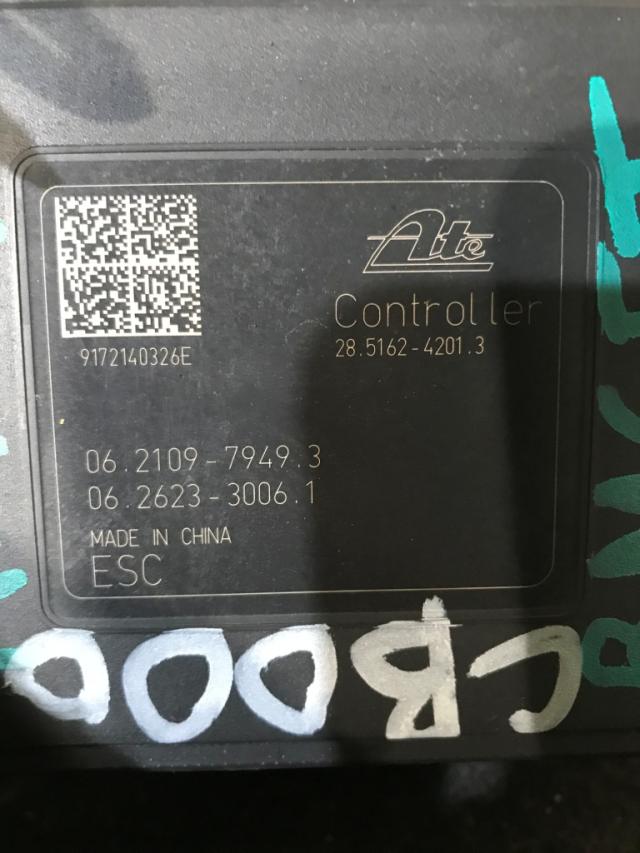 Ate
Controller
28.5162-4201.3
9172140326E
06.2109-7949.3
06.2623-3006.1
MADE IN CHINA
ESC